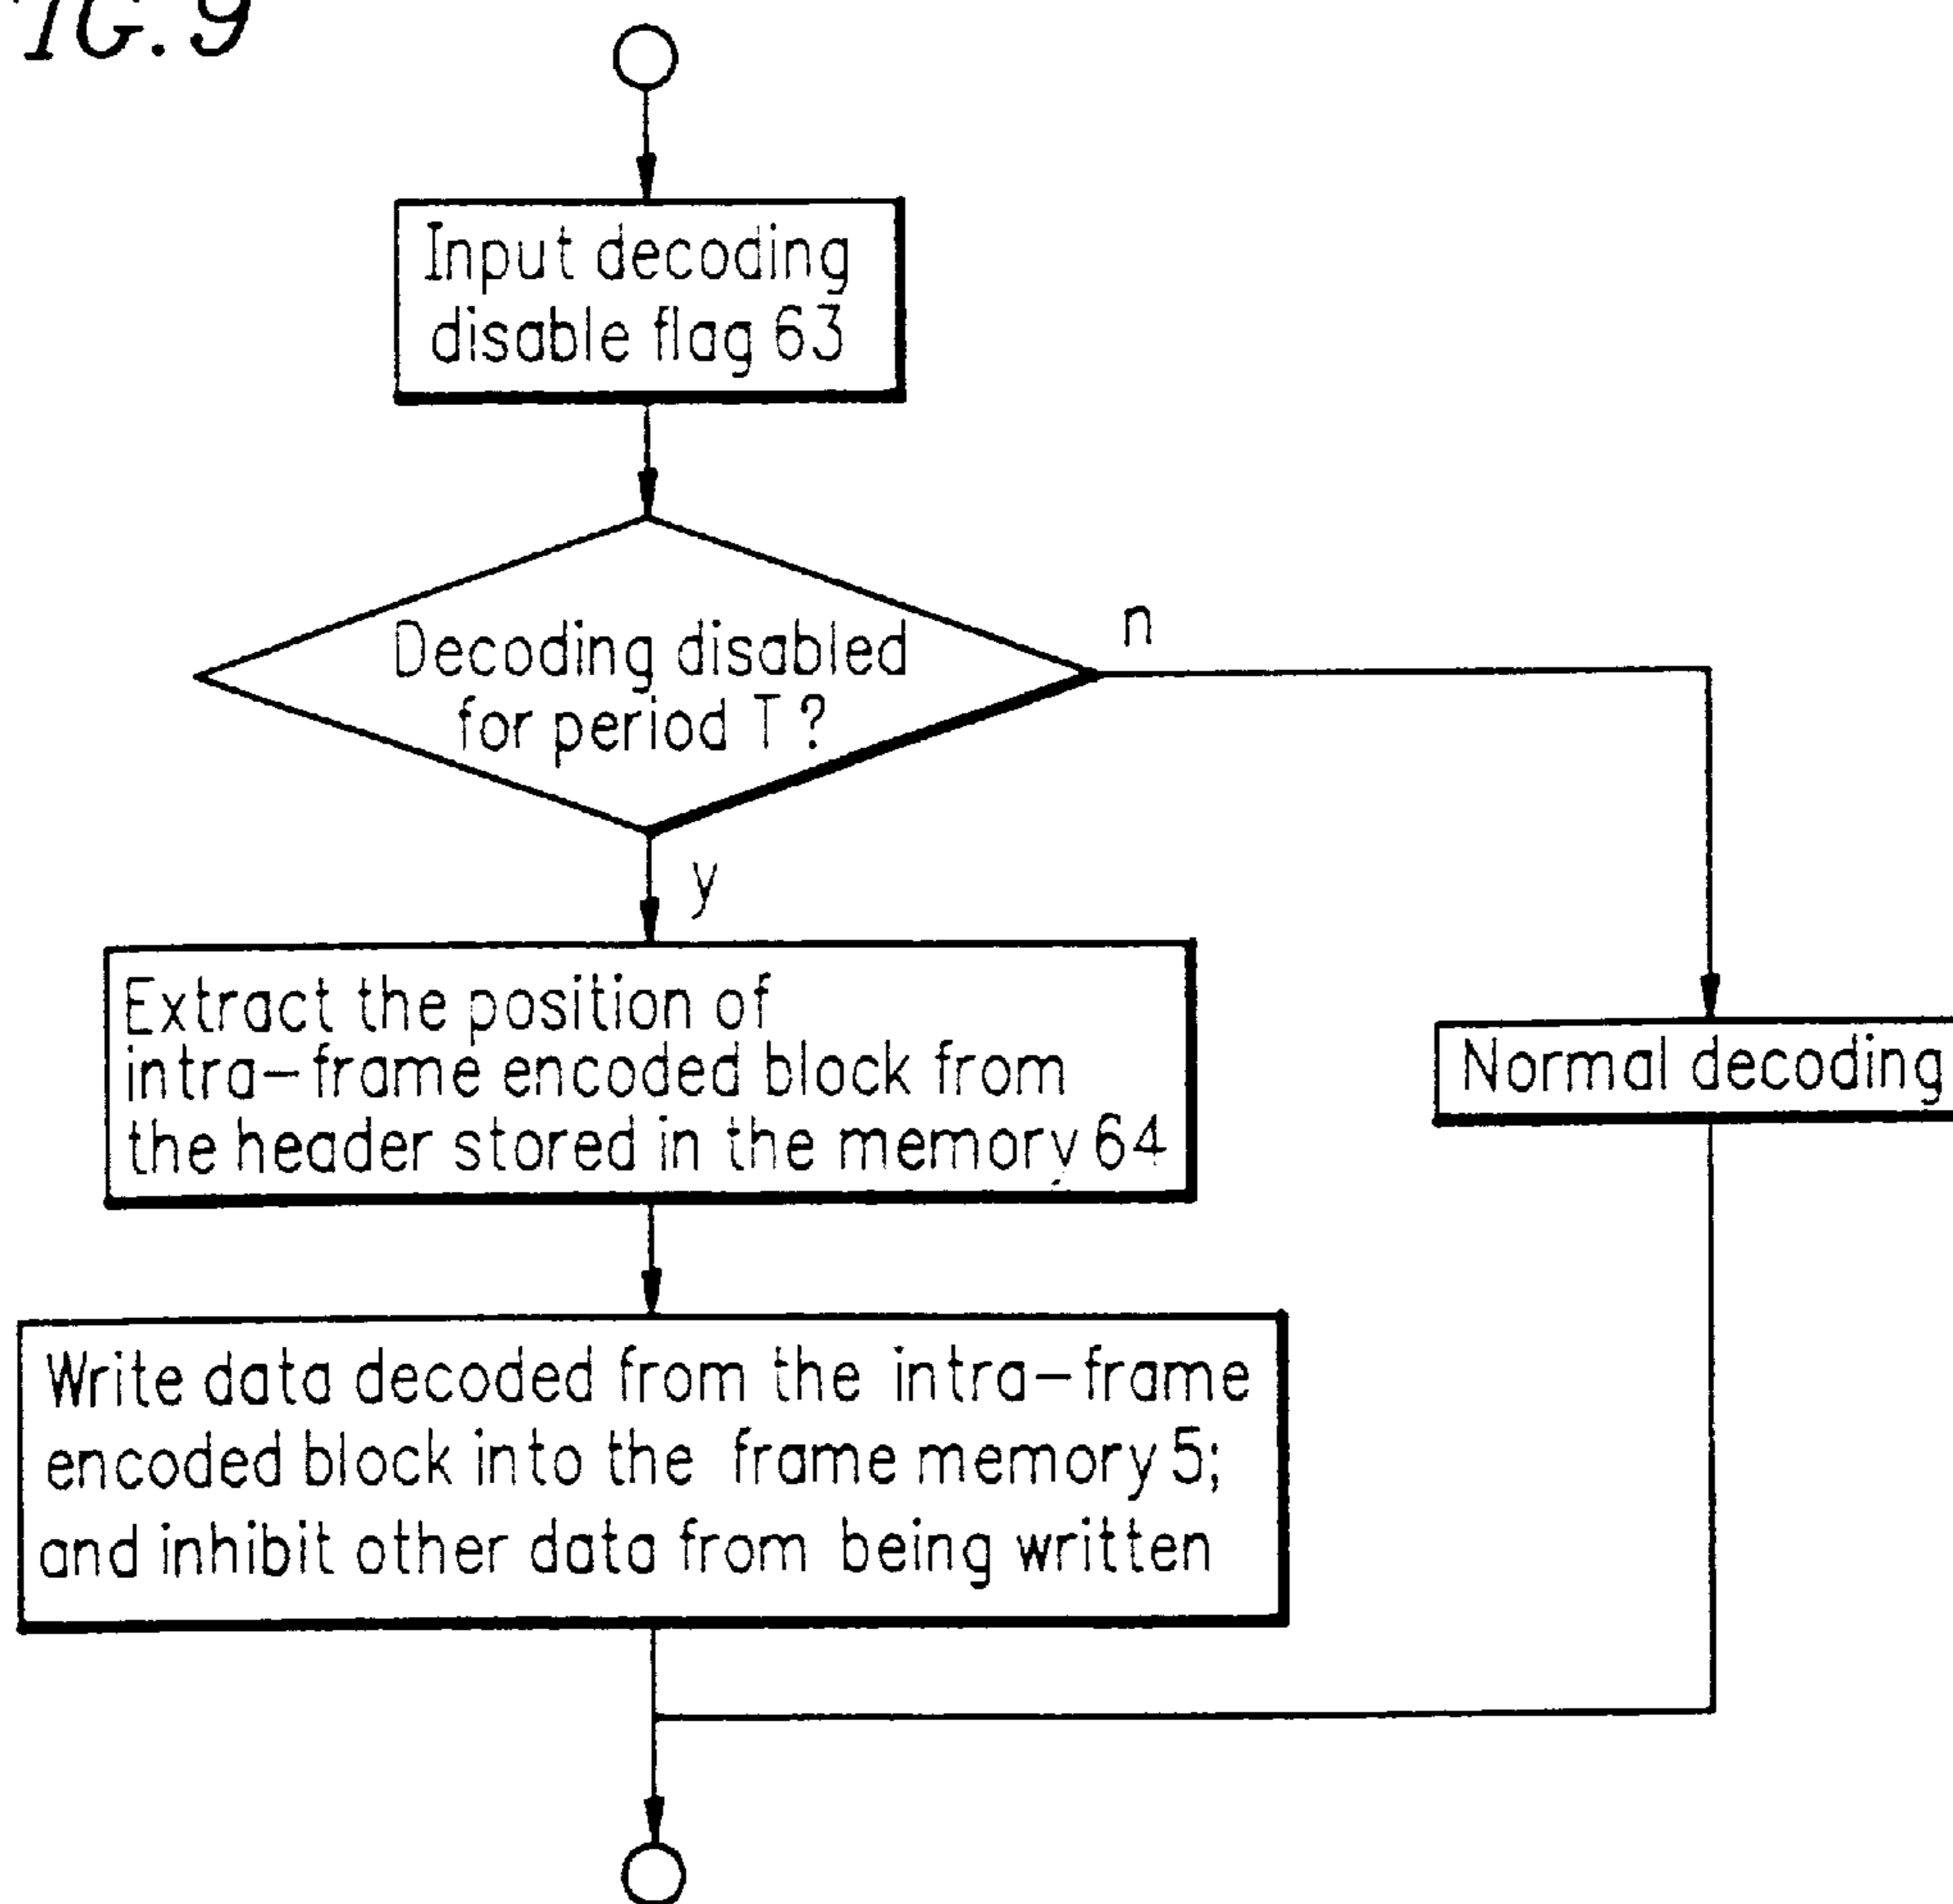 FIG. 9
Input decoding
disable flag 63
Decoding disabled
for period T?
n
y
Extract the position of
intra-frame encoded block from
the header stored in the memory 64
Normal decoding
Write data decoded from the intra-frame
encoded block into the frame memory 5;
and inhibit other data from being written